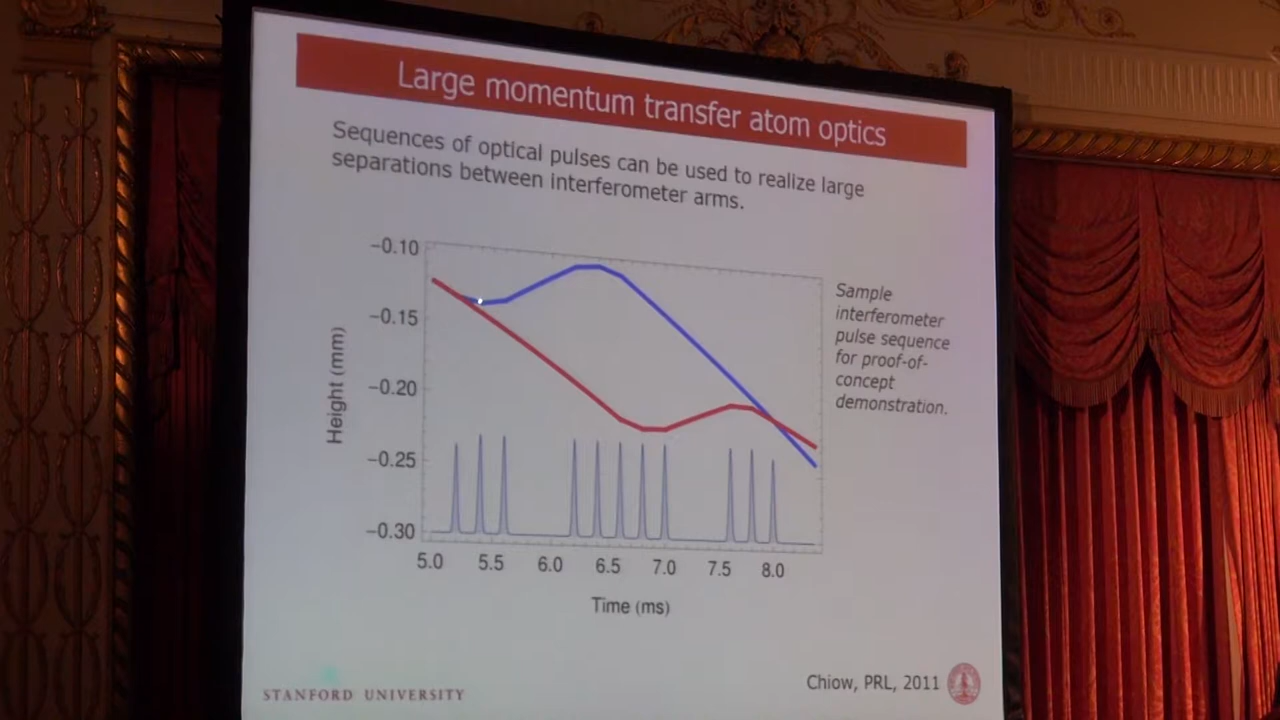 Large momentum transfer atom optics
Sequences of optical pulses can be used to realize large
separations between interferometer arms.
−0.10
−0.15
−0.20
−0.25
−0.30
Height (mm)
5.0 5.5 6.0 6.5 7.0 7.5 8.0
Time (ms)
Sample
interferometer
pulse sequence
for proof-of-
concept
demonstration.
STANFORD UNIVERSITY
Chiow, PRL, 2011